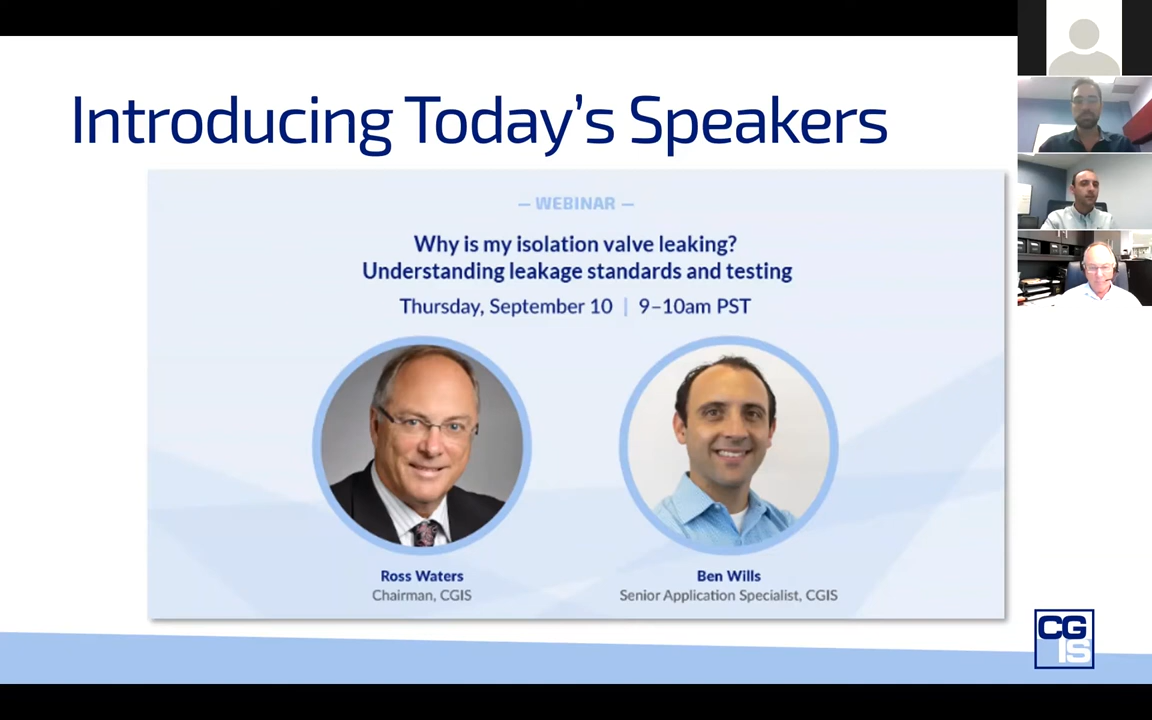 Introducing Today's Speakers
— WEBINAR —
Why is my isolation valve leaking?
Understanding leakage standards and testing
Thursday, September 10 | 9–10am PST
Ross Waters
Chairman, CGIS
Ben Wills
Senior Application Specialist, CGIS
CG
IS